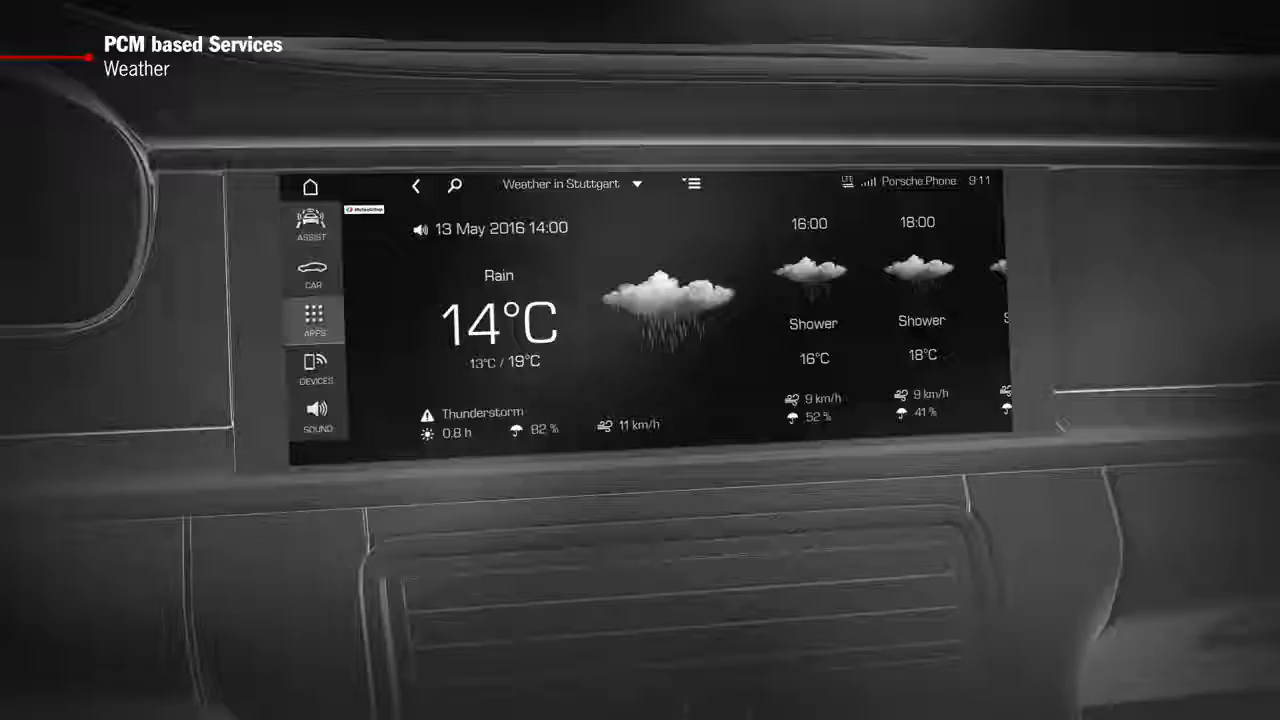 PCM based Services
Weather
Weather in Stuttgart
LTE
Porsche Phone
9:11
ASSIST
CAR
APPS
DEVICES
SOUND
13 May 2016 14:00
Rain
14°C
13°C / 19°C
Thunderstorm
0.8 h
82 %
11 km/h
16:00
Shower
16°C
9 km/h
52 %
18:00
Shower
18°C
9 km/h
41 %
S